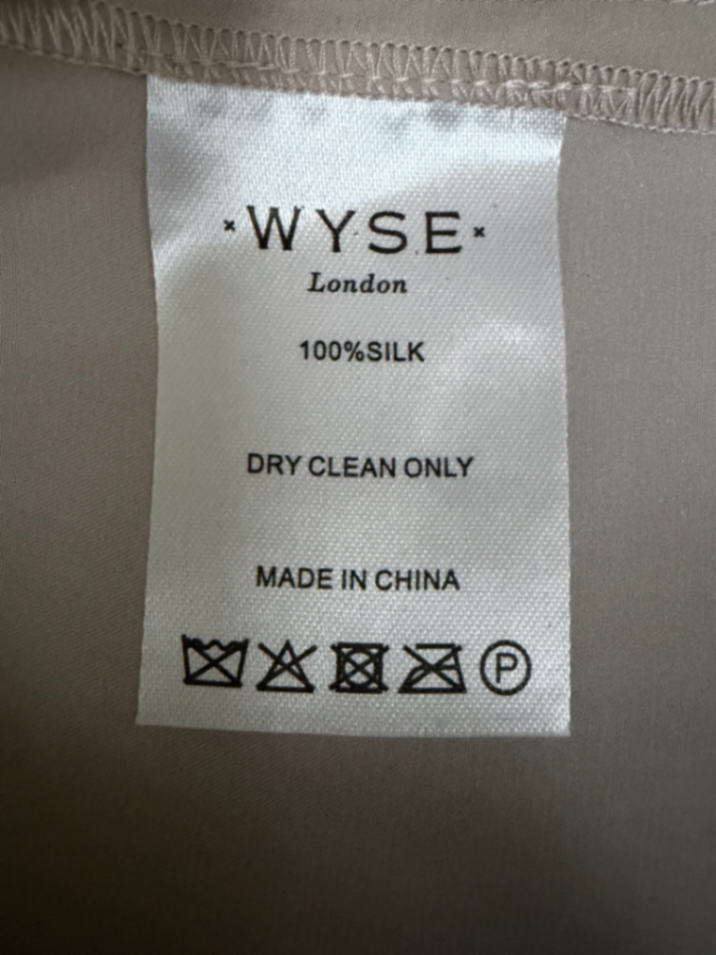 WYSE
London
100%SILK
DRY CLEAN ONLY
MADE IN CHINA
P